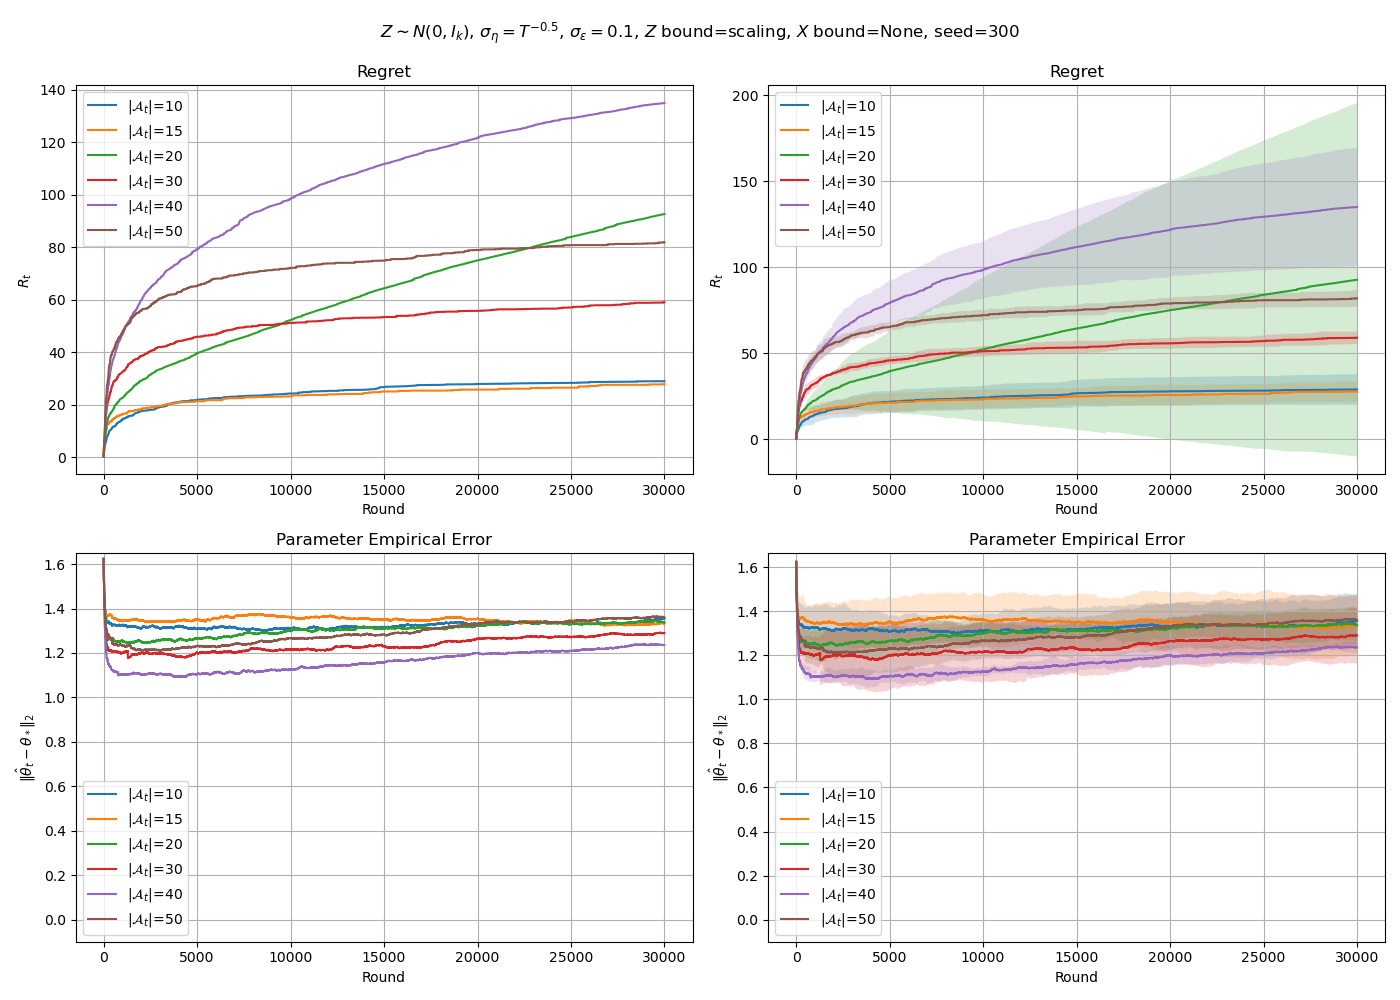 Z ∼ N(0, I_k), σ_η = T^{−0.5}, σ_ε = 0.1, Z bound=scaling, X bound=None, seed=300
Regret
140
120
100
80
60
40
20
0
R_t
|𝒜_t|=10
|𝒜_t|=15
|𝒜_t|=20
|𝒜_t|=30
|𝒜_t|=40
|𝒜_t|=50
0 5000 10000 15000 20000 25000 30000
Round
Regret
200
150
100
50
0
R_t
|𝒜_t|=10
|𝒜_t|=15
|𝒜_t|=20
|𝒜_t|=30
|𝒜_t|=40
|𝒜_t|=50
0 5000 10000 15000 20000 25000 30000
Round
Parameter Empirical Error
1.6
1.4
1.2
1.0
0.8
0.6
0.4
0.2
0.0
‖θ̂_t − θ_*‖_2
|𝒜_t|=10
|𝒜_t|=15
|𝒜_t|=20
|𝒜_t|=30
|𝒜_t|=40
|𝒜_t|=50
0 5000 10000 15000 20000 25000 30000
Round
Parameter Empirical Error
1.6
1.4
1.2
1.0
0.8
0.6
0.4
0.2
0.0
‖θ̂_t − θ_*‖_2
|𝒜_t|=10
|𝒜_t|=15
|𝒜_t|=20
|𝒜_t|=30
|𝒜_t|=40
|𝒜_t|=50
0 5000 10000 15000 20000 25000 30000
Round